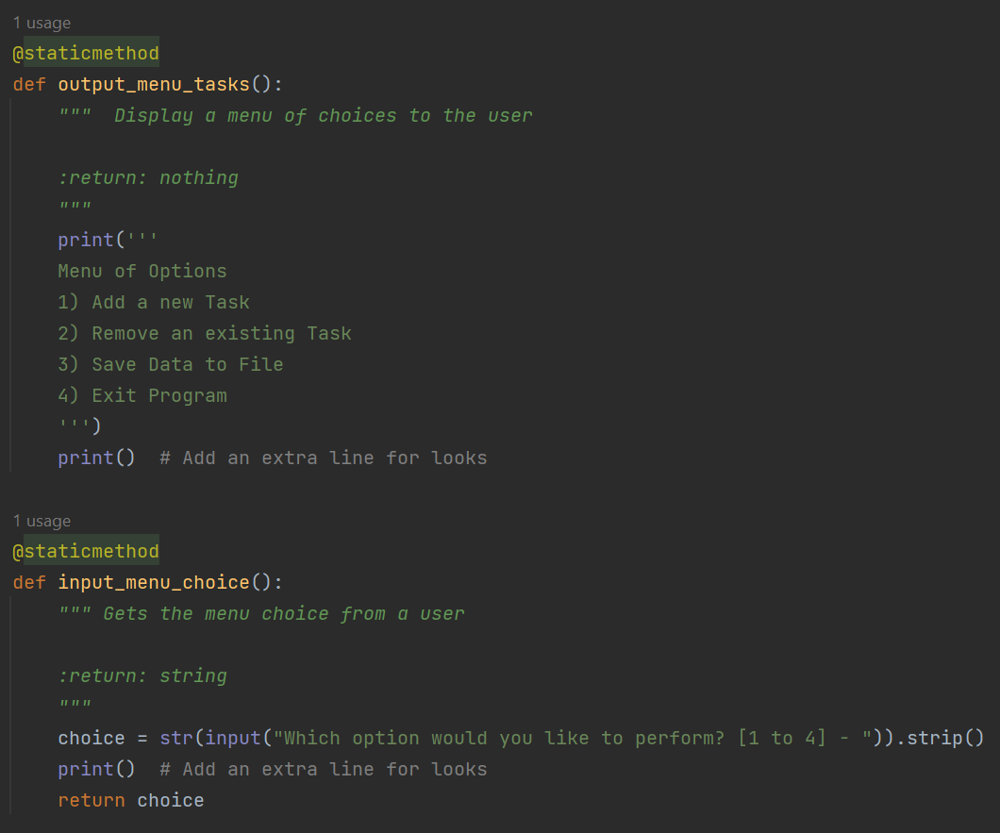 1 usage
@staticmethod
def output_menu_tasks():
    """  Display a menu of choices to the user

    :return: nothing
    """
    print('''
    Menu of Options
    1) Add a new Task
    2) Remove an existing Task
    3) Save Data to File
    4) Exit Program
    ''')
    print()  # Add an extra line for looks

1 usage
@staticmethod
def input_menu_choice():
    """ Gets the menu choice from a user

    :return: string
    """
    choice = str(input("Which option would you like to perform? [1 to 4] - ")).strip()
    print()  # Add an extra line for looks
    return choice